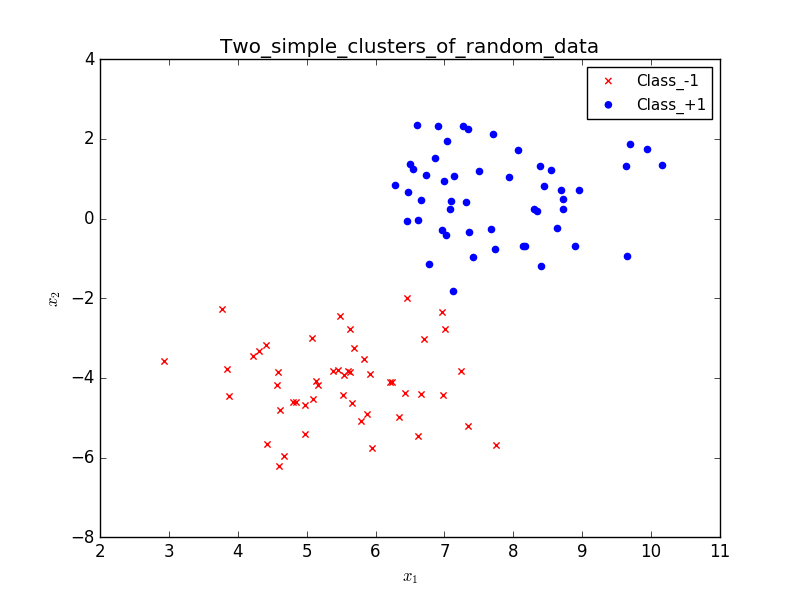 Two_simple_clusters_of_random_data
4
Class_-1
Class_+1
2
0
x₂
−2
−4
−6
−8
2 3 4 5 6 7 8 9 10 11
x₁